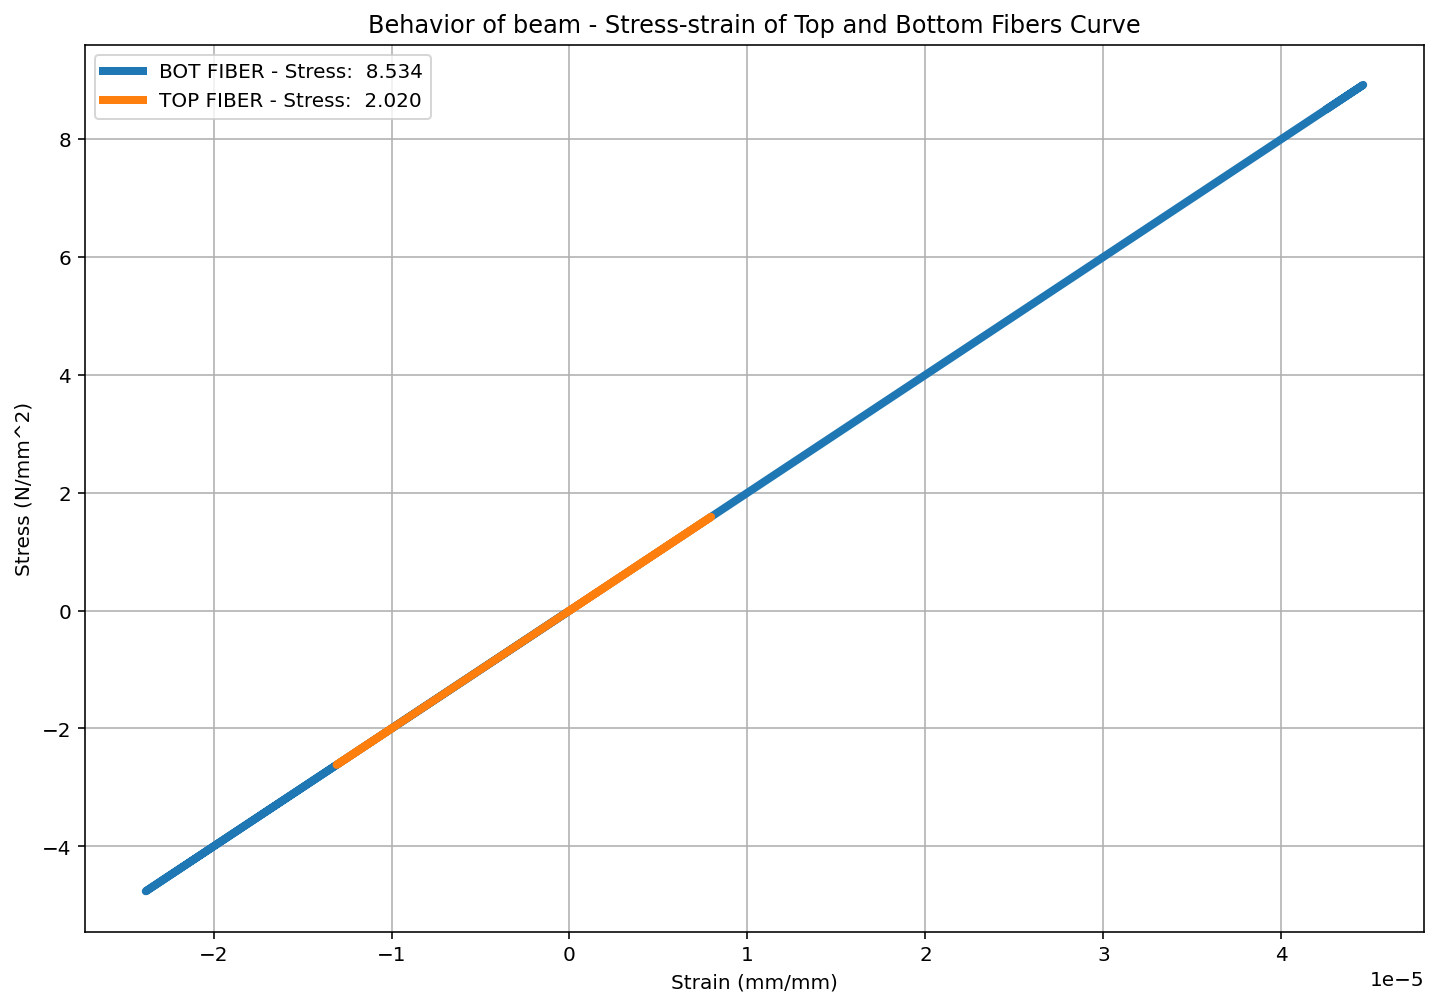 Behavior of beam - Stress-strain of Top and Bottom Fibers Curve
BOT FIBER - Stress:  8.534
TOP FIBER - Stress:  2.020
8
6
4
2
0
−2
−4
Stress (N/mm^2)
−2 −1 0 1 2 3 4
1e−5
Strain (mm/mm)